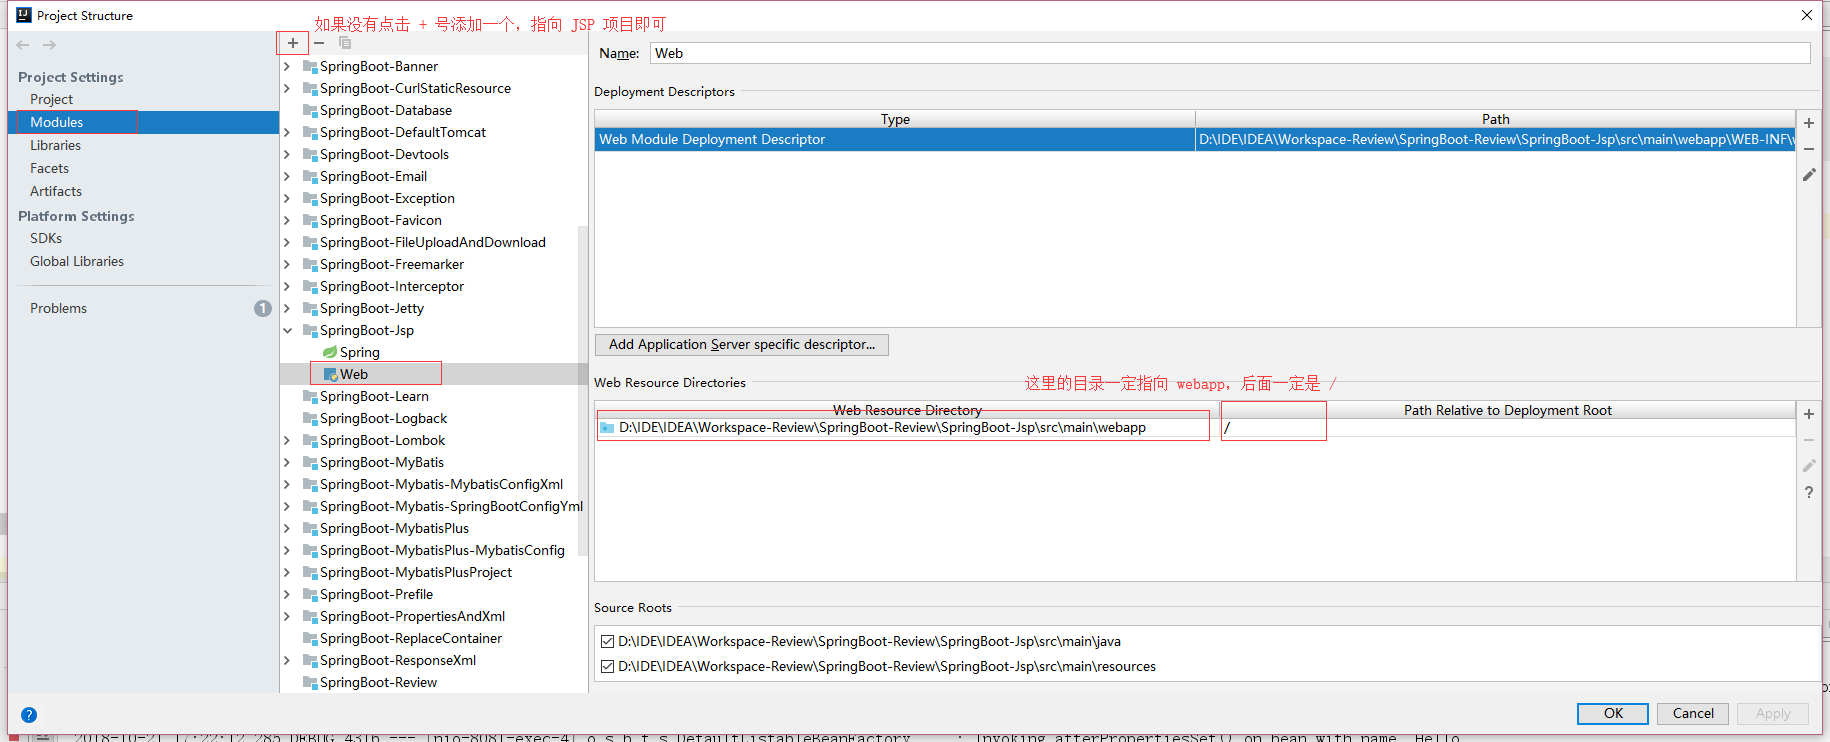 Project Structure
如果没有点击 + 号添加一个，指向 JSP 项目即可
Project Settings
Project
Modules
Libraries
Facets
Artifacts
Platform Settings
SDKs
Global Libraries
Problems
1
SpringBoot-Banner
SpringBoot-CurlStaticResource
SpringBoot-Database
SpringBoot-DefaultTomcat
SpringBoot-Devtools
SpringBoot-Email
SpringBoot-Exception
SpringBoot-Favicon
SpringBoot-FileUploadAndDownload
SpringBoot-Freemarker
SpringBoot-Interceptor
SpringBoot-Jetty
SpringBoot-Jsp
Spring
Web
SpringBoot-Learn
SpringBoot-Logback
SpringBoot-Lombok
SpringBoot-MyBatis
SpringBoot-Mybatis-MybatisConfigXml
SpringBoot-Mybatis-SpringBootConfigYml
SpringBoot-MybatisPlus
SpringBoot-MybatisPlus-MybatisConfig
SpringBoot-MybatisPlusProject
SpringBoot-Prefile
SpringBoot-PropertiesAndXml
SpringBoot-ReplaceContainer
SpringBoot-ResponseXml
SpringBoot-Review
Name: Web
Deployment Descriptors
Type Path
Web Module Deployment Descriptor D:\IDE\IDEA\Workspace-Review\SpringBoot-Review\SpringBoot-Jsp\src\main\webapp\WEB-INF\
Add Application Server specific descriptor...
Web Resource Directories
这里的目录一定指向 webapp，后面一定是 /
Web Resource Directory Path Relative to Deployment Root
D:\IDE\IDEA\Workspace-Review\SpringBoot-Review\SpringBoot-Jsp\src\main\webapp /
Source Roots
D:\IDE\IDEA\Workspace-Review\SpringBoot-Review\SpringBoot-Jsp\src\main\java
D:\IDE\IDEA\Workspace-Review\SpringBoot-Review\SpringBoot-Jsp\src\main\resources
OK Cancel Apply
2018-10-21 17:22:12.285 DEBUG 4316 --- [nio-8081-exec-4] o.s.b.f.s.DefaultListableBeanFactory : Invoking afterPropertiesSet() on bean with name